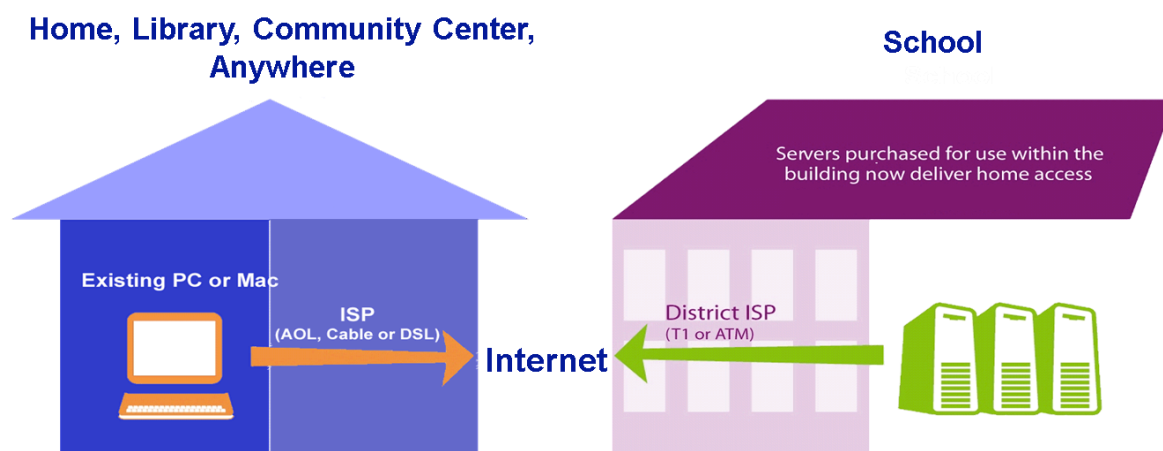 Home, Library, Community Center,
Anywhere
School
Servers purchased for use within the
building now deliver home access
Existing PC or Mac
ISP
(AOL, Cable or DSL)
Internet
District ISP
(T1 or ATM)